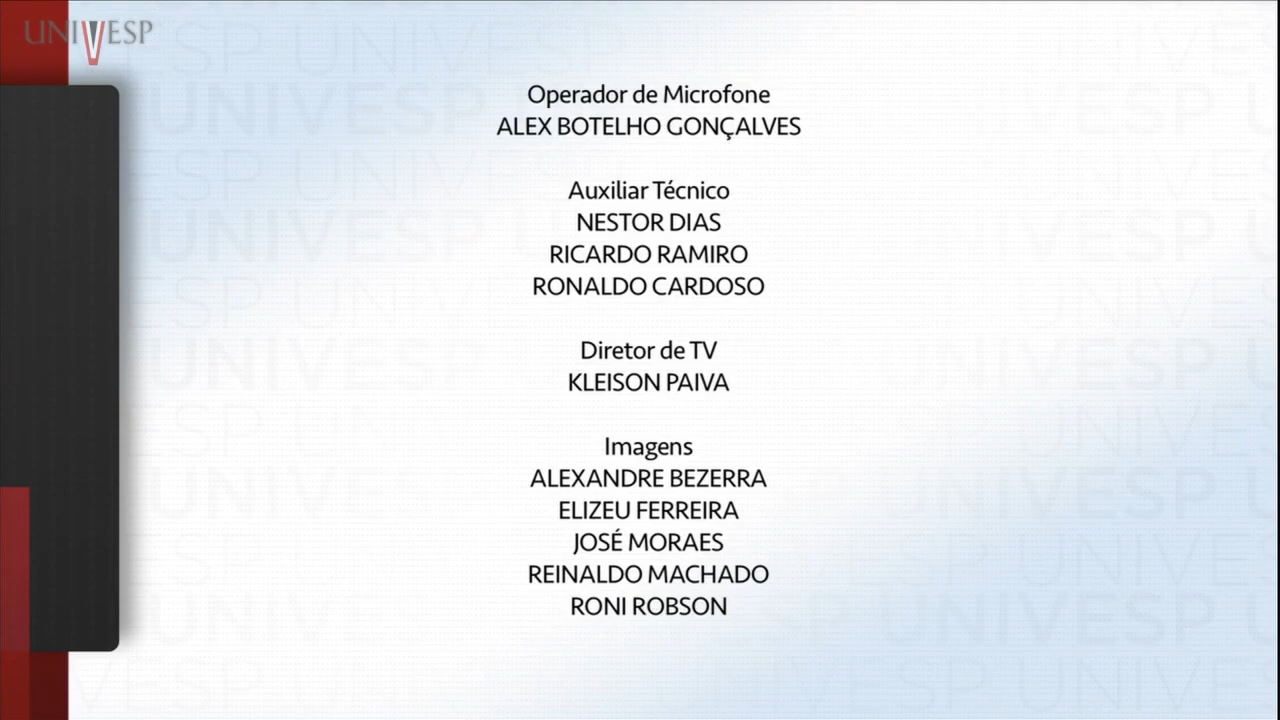 UNIVESP
Operador de Microfone
ALEX BOTELHO GONÇALVES
Auxiliar Técnico
NESTOR DIAS
RICARDO RAMIRO
RONALDO CARDOSO
Diretor de TV
KLEISON PAIVA
Imagens
ALEXANDRE BEZERRA
ELIZEU FERREIRA
JOSÉ MORAES
REINALDO MACHADO
RONI ROBSON